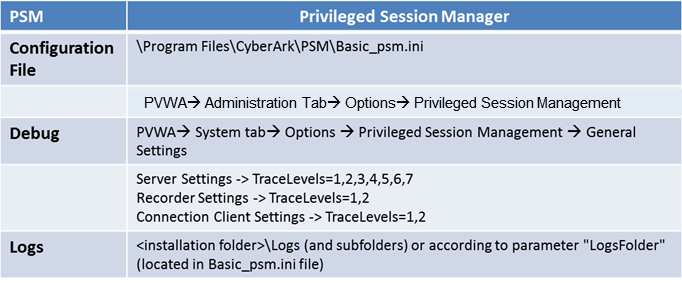 PSM Privileged Session Manager
Configuration File \Program Files\CyberArk\PSM\Basic_psm.ini
PVWA→ Administration Tab→ Options→ Privileged Session Management
Debug PVWA→ System tab→ Options → Privileged Session Management → General
Settings
Server Settings -> TraceLevels=1,2,3,4,5,6,7
Recorder Settings -> TraceLevels=1,2
Connection Client Settings -> TraceLevels=1,2
Logs <installation folder>\Logs (and subfolders) or according to parameter "LogsFolder"
(located in Basic_psm.ini file)